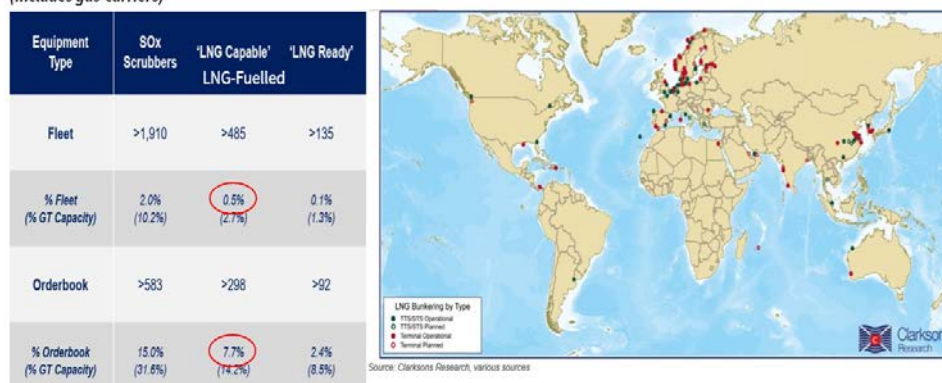 (includes gas carriers)
Equipment Type
SOx Scrubbers
'LNG Capable' LNG-Fuelled
'LNG Ready'
Fleet
>1,910
>485
>135
% Fleet (% GT Capacity)
2.0% (10.2%)
0.5% (2.7%)
0.1% (1.3%)
Orderbook
>583
>298
>92
% Orderbook (% GT Capacity)
15.0% (31.6%)
7.7% (14.2%)
2.4% (8.5%)
LNG Bunkering by Type
TTS/STS Operational
TTS/STS Planned
Terminal Operational
Terminal Planned
Clarkson
Research
Source: Clarksons Research, various sources